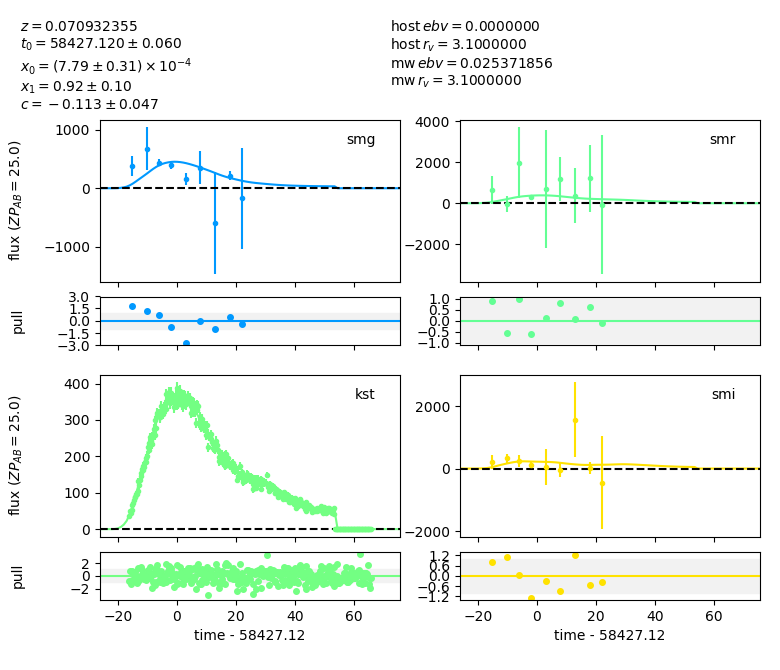 z = 0.070932355
t0 = 58427.120 ± 0.060
x0 = (7.79 ± 0.31) × 10^−4
x1 = 0.92 ± 0.10
c = −0.113 ± 0.047
host ebv = 0.0000000
host rv = 3.1000000
mw ebv = 0.025371856
mw rv = 3.1000000
flux (ZPAB = 25.0)
1000
0
−1000
smg
4000
2000
0
−2000
smr
pull
3.0
1.5
0.0
−1.5
−3.0
1.0
0.5
0.0
−0.5
−1.0
flux (ZPAB = 25.0)
400
300
200
100
0
kst
2000
0
−2000
smi
pull
2
0
−2
1.2
0.6
0.0
−0.6
−1.2
−20 0 20 40 60
−20 0 20 40 60
time - 58427.12
time - 58427.12